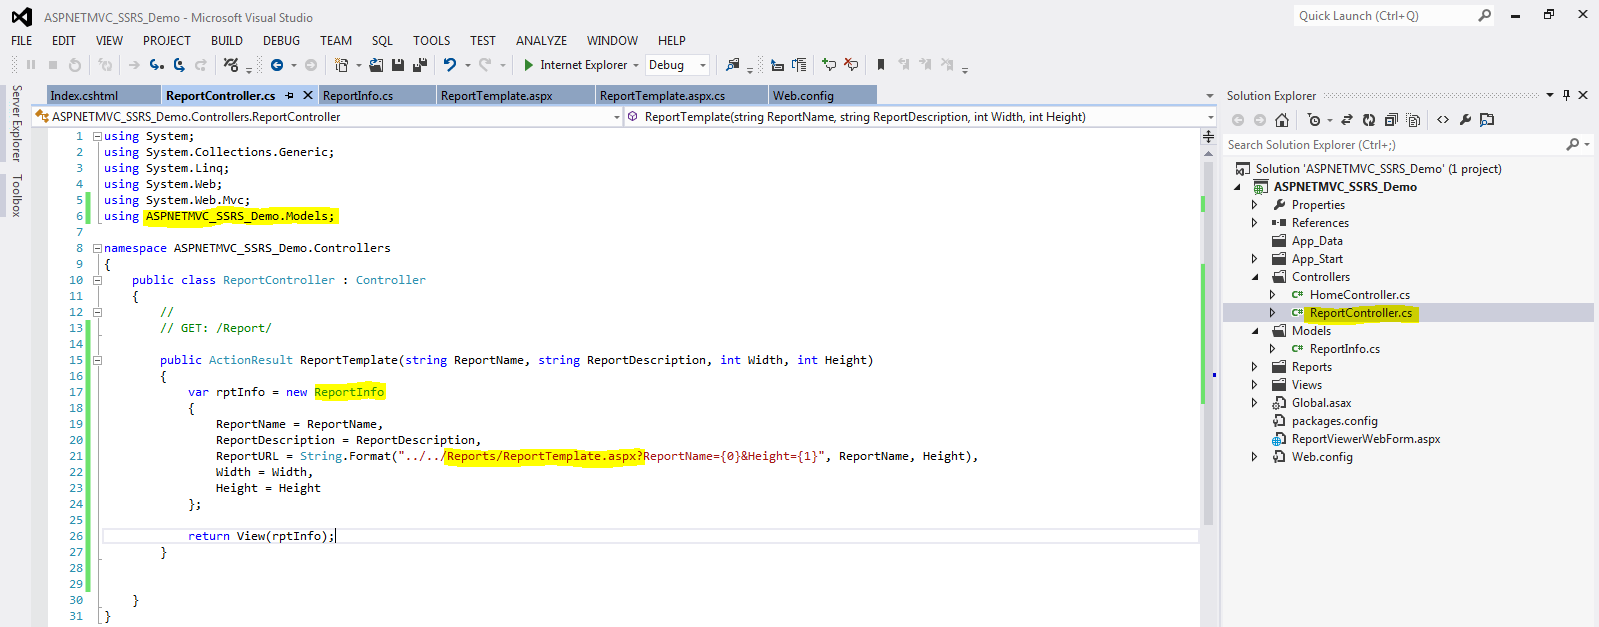 ASPNETMVC_SSRS_Demo - Microsoft Visual Studio
Quick Launch (Ctrl+Q)
FILE EDIT VIEW PROJECT BUILD DEBUG TEAM SQL TOOLS TEST ANALYZE WINDOW HELP
Internet Explorer Debug
Server Explorer
Toolbox
Index.cshtml ReportController.cs ReportInfo.cs ReportTemplate.aspx ReportTemplate.aspx.cs Web.config
ASPNETMVC_SSRS_Demo.Controllers.ReportController ReportTemplate(string ReportName, string ReportDescription, int Width, int Height)
1 using System;
2 using System.Collections.Generic;
3 using System.Linq;
4 using System.Web;
5 using System.Web.Mvc;
6 using ASPNETMVC_SSRS_Demo.Models;
7
8 namespace ASPNETMVC_SSRS_Demo.Controllers
9 {
10 public class ReportController : Controller
11 {
12 //
13 // GET: /Report/
14
15 public ActionResult ReportTemplate(string ReportName, string ReportDescription, int Width, int Height)
16 {
17 var rptInfo = new ReportInfo
18 {
19 ReportName = ReportName,
20 ReportDescription = ReportDescription,
21 ReportURL = String.Format("../../Reports/ReportTemplate.aspx?ReportName={0}&Height={1}", ReportName, Height),
22 Width = Width,
23 Height = Height
24 };
25
26 return View(rptInfo);
27 }
28
29
30 }
31 }
Solution Explorer
Search Solution Explorer (Ctrl+;)
Solution 'ASPNETMVC_SSRS_Demo' (1 project)
ASPNETMVC_SSRS_Demo
Properties
References
App_Data
App_Start
Controllers
C# HomeController.cs
C# ReportController.cs
Models
C# ReportInfo.cs
Reports
Views
Global.asax
packages.config
ReportViewerWebForm.aspx
Web.config